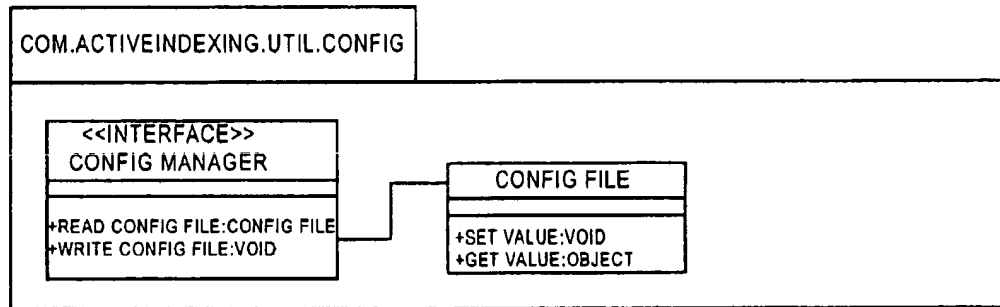 COM.ACTIVEINDEXING.UTIL.CONFIG
<<INTERFACE>>
CONFIG MANAGER
+READ CONFIG FILE:CONFIG FILE
+WRITE CONFIG FILE:VOID
CONFIG FILE
+SET VALUE:VOID
+GET VALUE:OBJECT